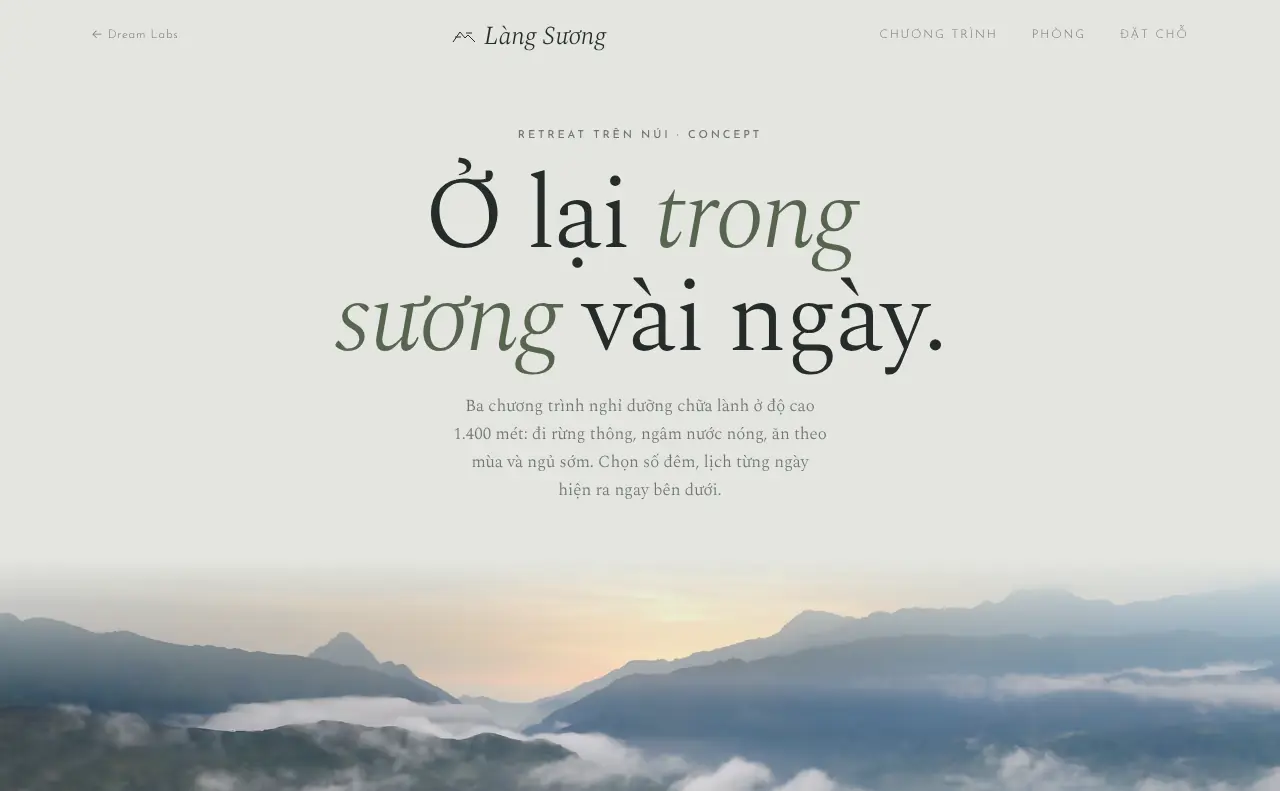 ← Dream Labs
Làng Sương
CHƯƠNG TRÌNH
PHÒNG
ĐẶT CHỖ
RETREAT TRÊN NÚI · CONCEPT
Ở lại trong
sương vài ngày.
Ba chương trình nghỉ dưỡng chữa lành ở độ cao
1.400 mét: đi rừng thông, ngâm nước nóng, ăn theo
mùa và ngủ sớm. Chọn số đêm, lịch từng ngày
hiện ra ngay bên dưới.